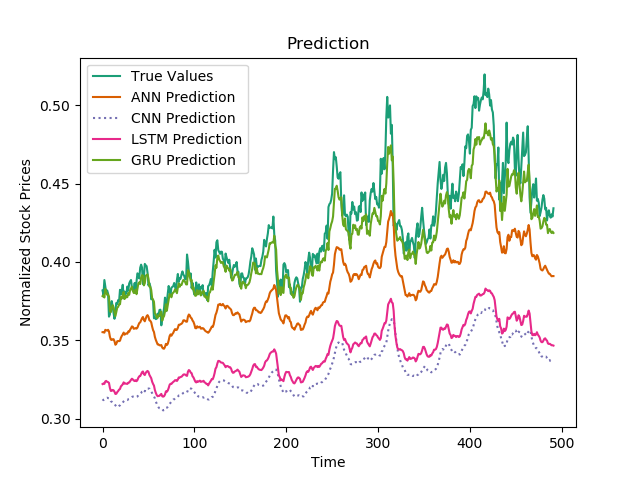 Prediction
True Values
ANN Prediction
CNN Prediction
LSTM Prediction
GRU Prediction
0.50
0.45
0.40
0.35
0.30
Normalized Stock Prices
0 100 200 300 400 500
Time